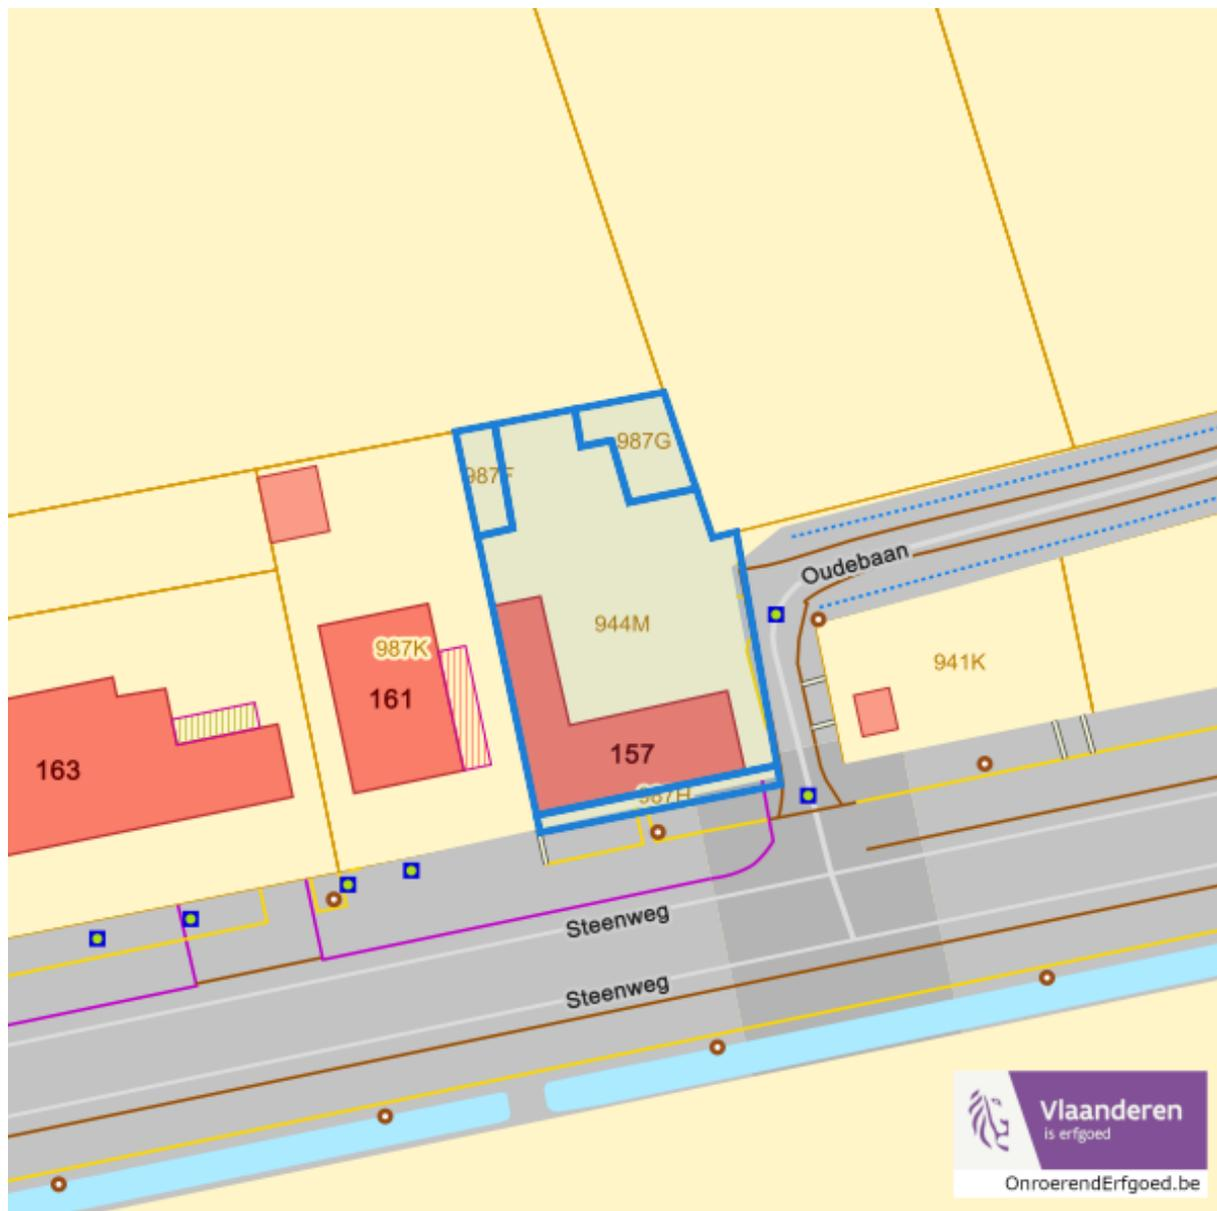 987G
987F
Oudebaan
944M
987K
941K
161
157
163
987H
Steenweg
Steenweg
Vlaanderen
is erfgoed
OnroerendErfgoed.be